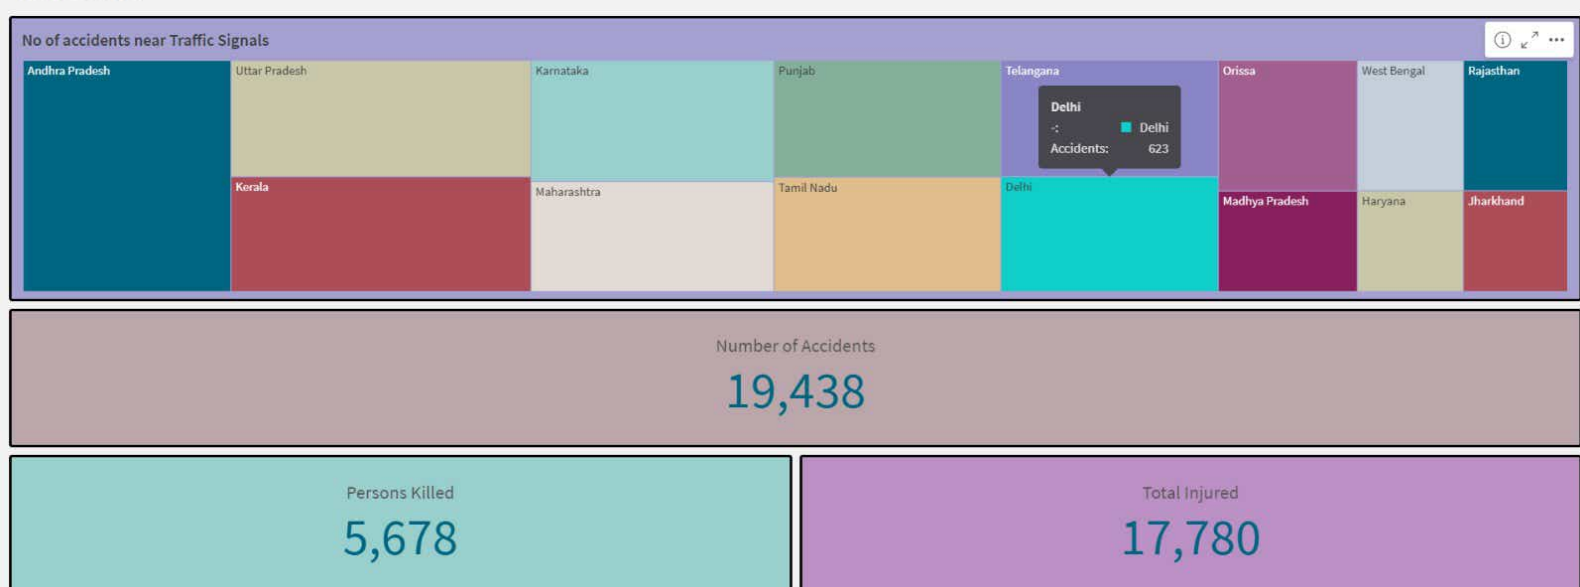 No of accidents near Traffic Signals
Andhra Pradesh
Uttar Pradesh
Karnataka
Punjab
Telangana
Orissa
West Bengal
Rajasthan
Delhi
-: Delhi
Accidents: 623
Kerala
Maharashtra
Tamil Nadu
Delhi
Madhya Pradesh
Haryana
Jharkhand
Number of Accidents
19,438
Persons Killed
5,678
Total Injured
17,780